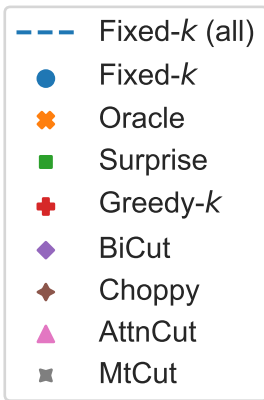 Fixed-k (all)
Fixed-k
Oracle
Surprise
Greedy-k
BiCut
Choppy
AttnCut
MtCut